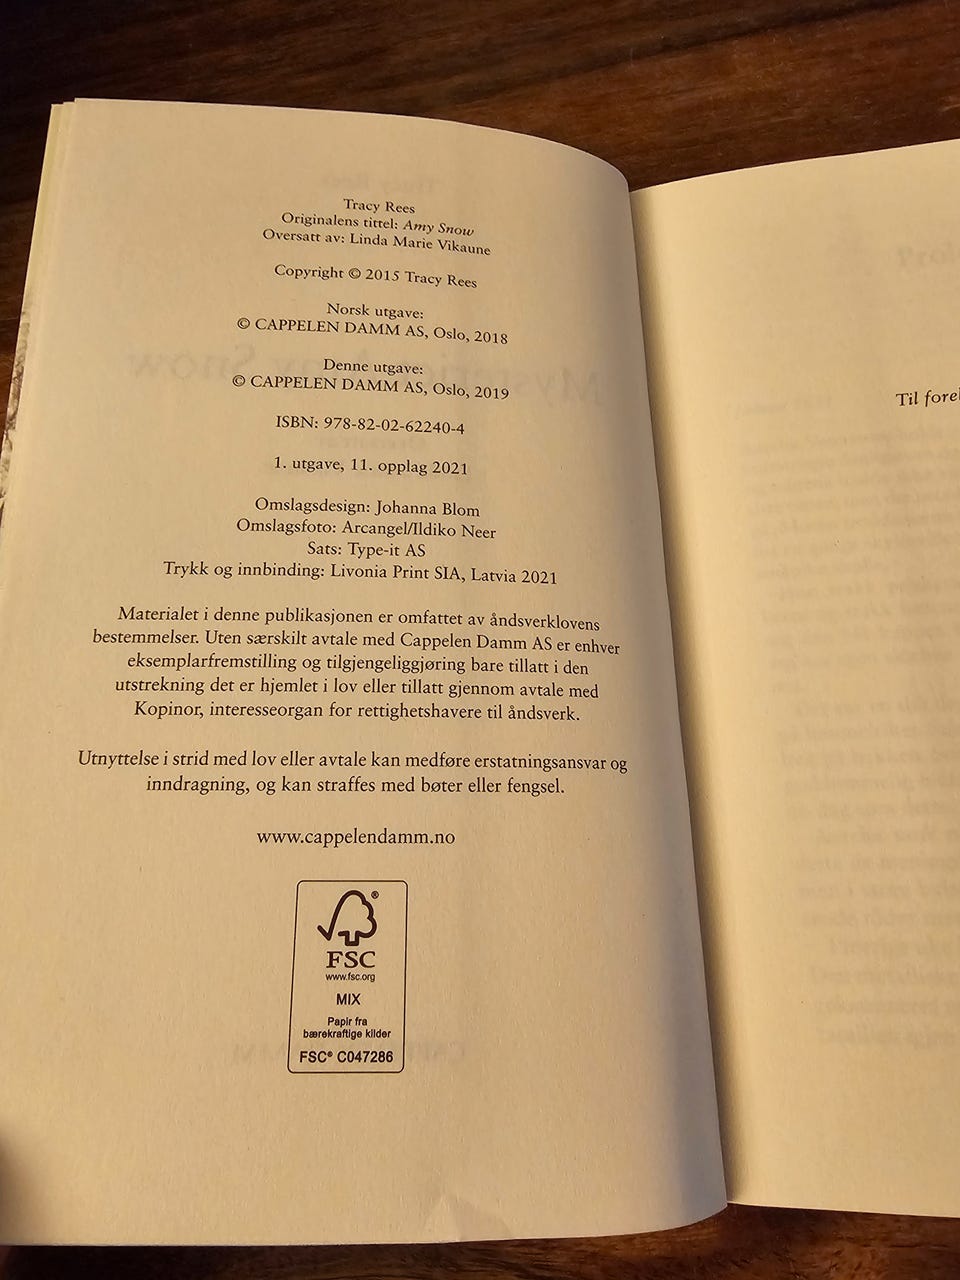 Tracy Rees
Originalens tittel: Amy Snow
Oversatt av: Linda Marie Vikaune
Copyright © 2015 Tracy Rees
Norsk utgave:
© CAPPELEN DAMM AS, Oslo, 2018
Denne utgave:
© CAPPELEN DAMM AS, Oslo, 2019
ISBN: 978-82-02-62240-4
1. utgave, 11. opplag 2021
Omslagsdesign: Johanna Blom
Omslagsfoto: Arcangel/Ildiko Neer
Sats: Type-it AS
Trykk og innbinding: Livonia Print SIA, Latvia 2021
Materialet i denne publikasjonen er omfattet av åndsverklovens
bestemmelser. Uten særskilt avtale med Cappelen Damm AS er enhver
eksemplarfremstilling og tilgjengeliggjøring bare tillatt i den
utstrekning det er hjemlet i lov eller tillatt gjennom avtale med
Kopinor, interesseorgan for rettighetshavere til åndsverk.
Utnyttelse i strid med lov eller avtale kan medføre erstatningsansvar og
inndragning, og kan straffes med bøter eller fengsel.
www.cappelendamm.no
FSC
www.fsc.org
MIX
Papir fra
bærekraftige kilder
FSC® C047286
Til forel